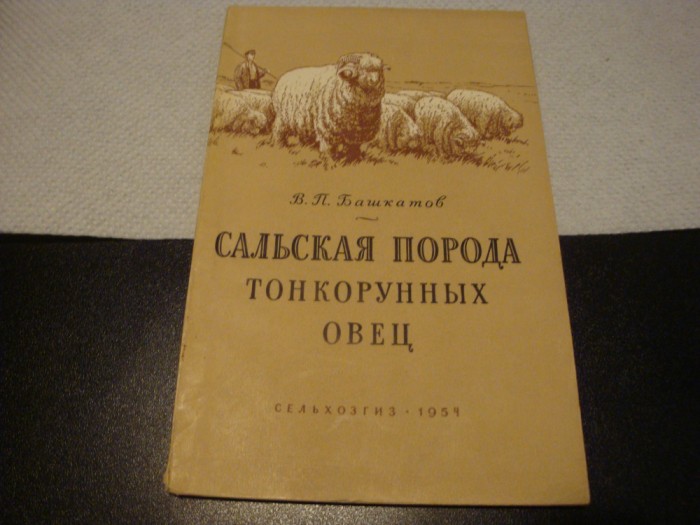 В. П. Башкатов
САЛЬСКАЯ ПОРОДА
ТОНКОРУННЫХ
ОВЕЦ
СЕЛЬХОЗГИЗ • 1954